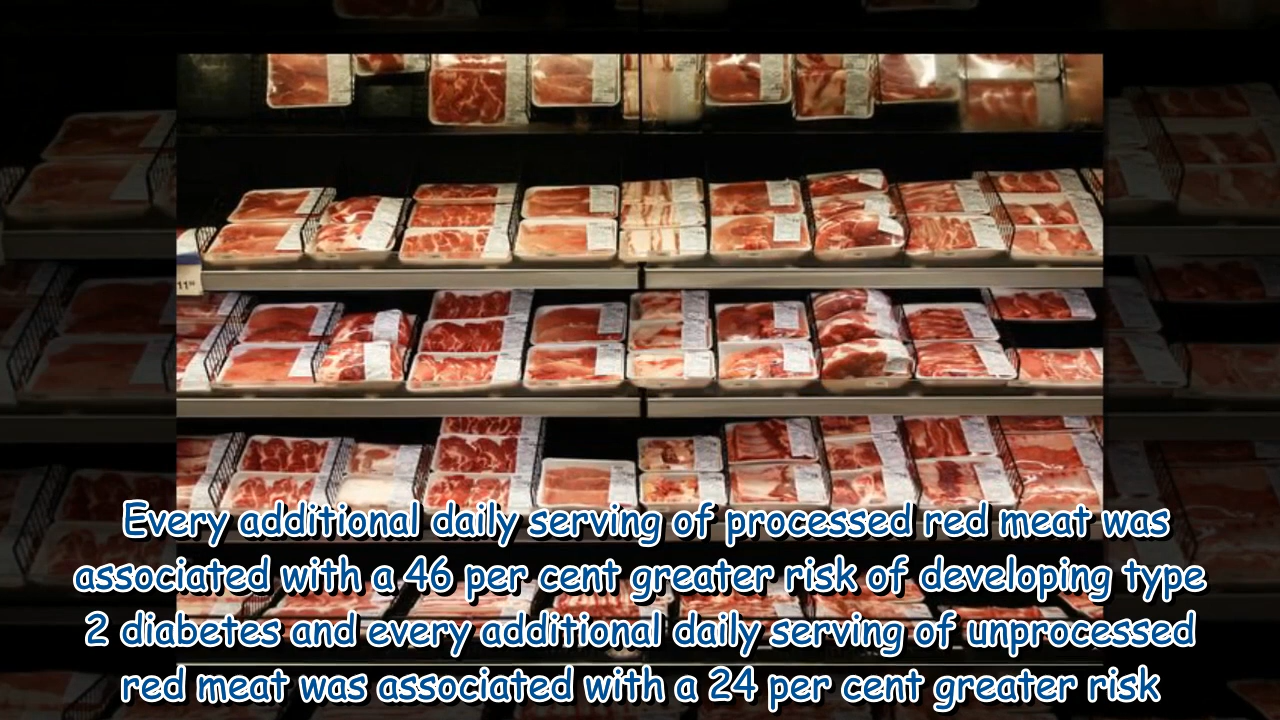 11"
Every additional daily serving of processed red meat was
associated with a 46 per cent greater risk of developing type
2 diabetes and every additional daily serving of unprocessed
red meat was associated with a 24 per cent greater risk